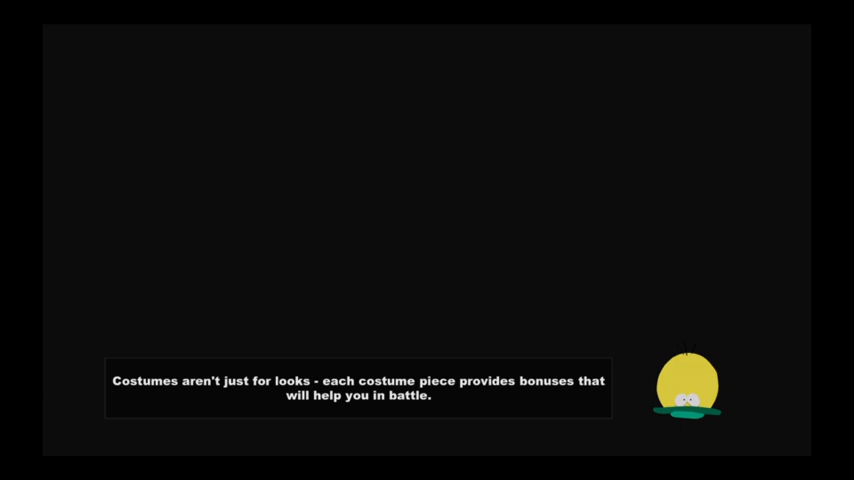 Costumes aren't just for looks - each costume piece provides bonuses that
will help you in battle.